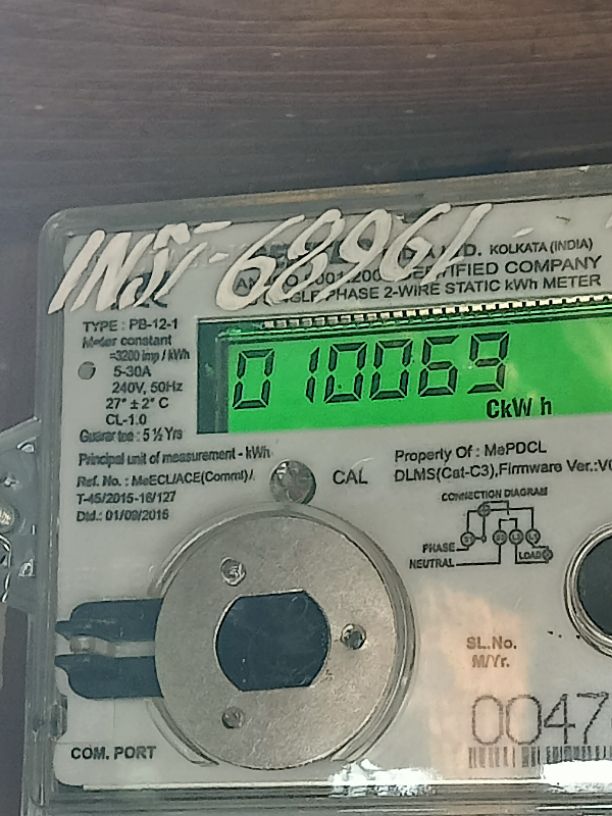 INST-6896/-
KOLKATA (INDIA)
CERTIFIED COMPANY
PHASE 2-WIRE STATIC kWh METER
TYPE : PB-12-1
Meter constant
=3200 imp / kWh
5-30A
240V, 50Hz
27° ± 2° C
CL-1.0
Guarantee : 5 ½ Yrs
010069
CkW h
Principal unit of measurement - kWh
Ref. No. : MeECL/ACE(Comml)/
T-45/2015-16/127
Dtd.: 01/09/2016
CAL
Property Of : MePDCL
DLMS(Cat-C3),Firmware Ver.:
CONNECTION DIAGRAM
PHASE
NEUTRAL
LOAD
SL.No.
M/Yr.
0047
COM. PORT